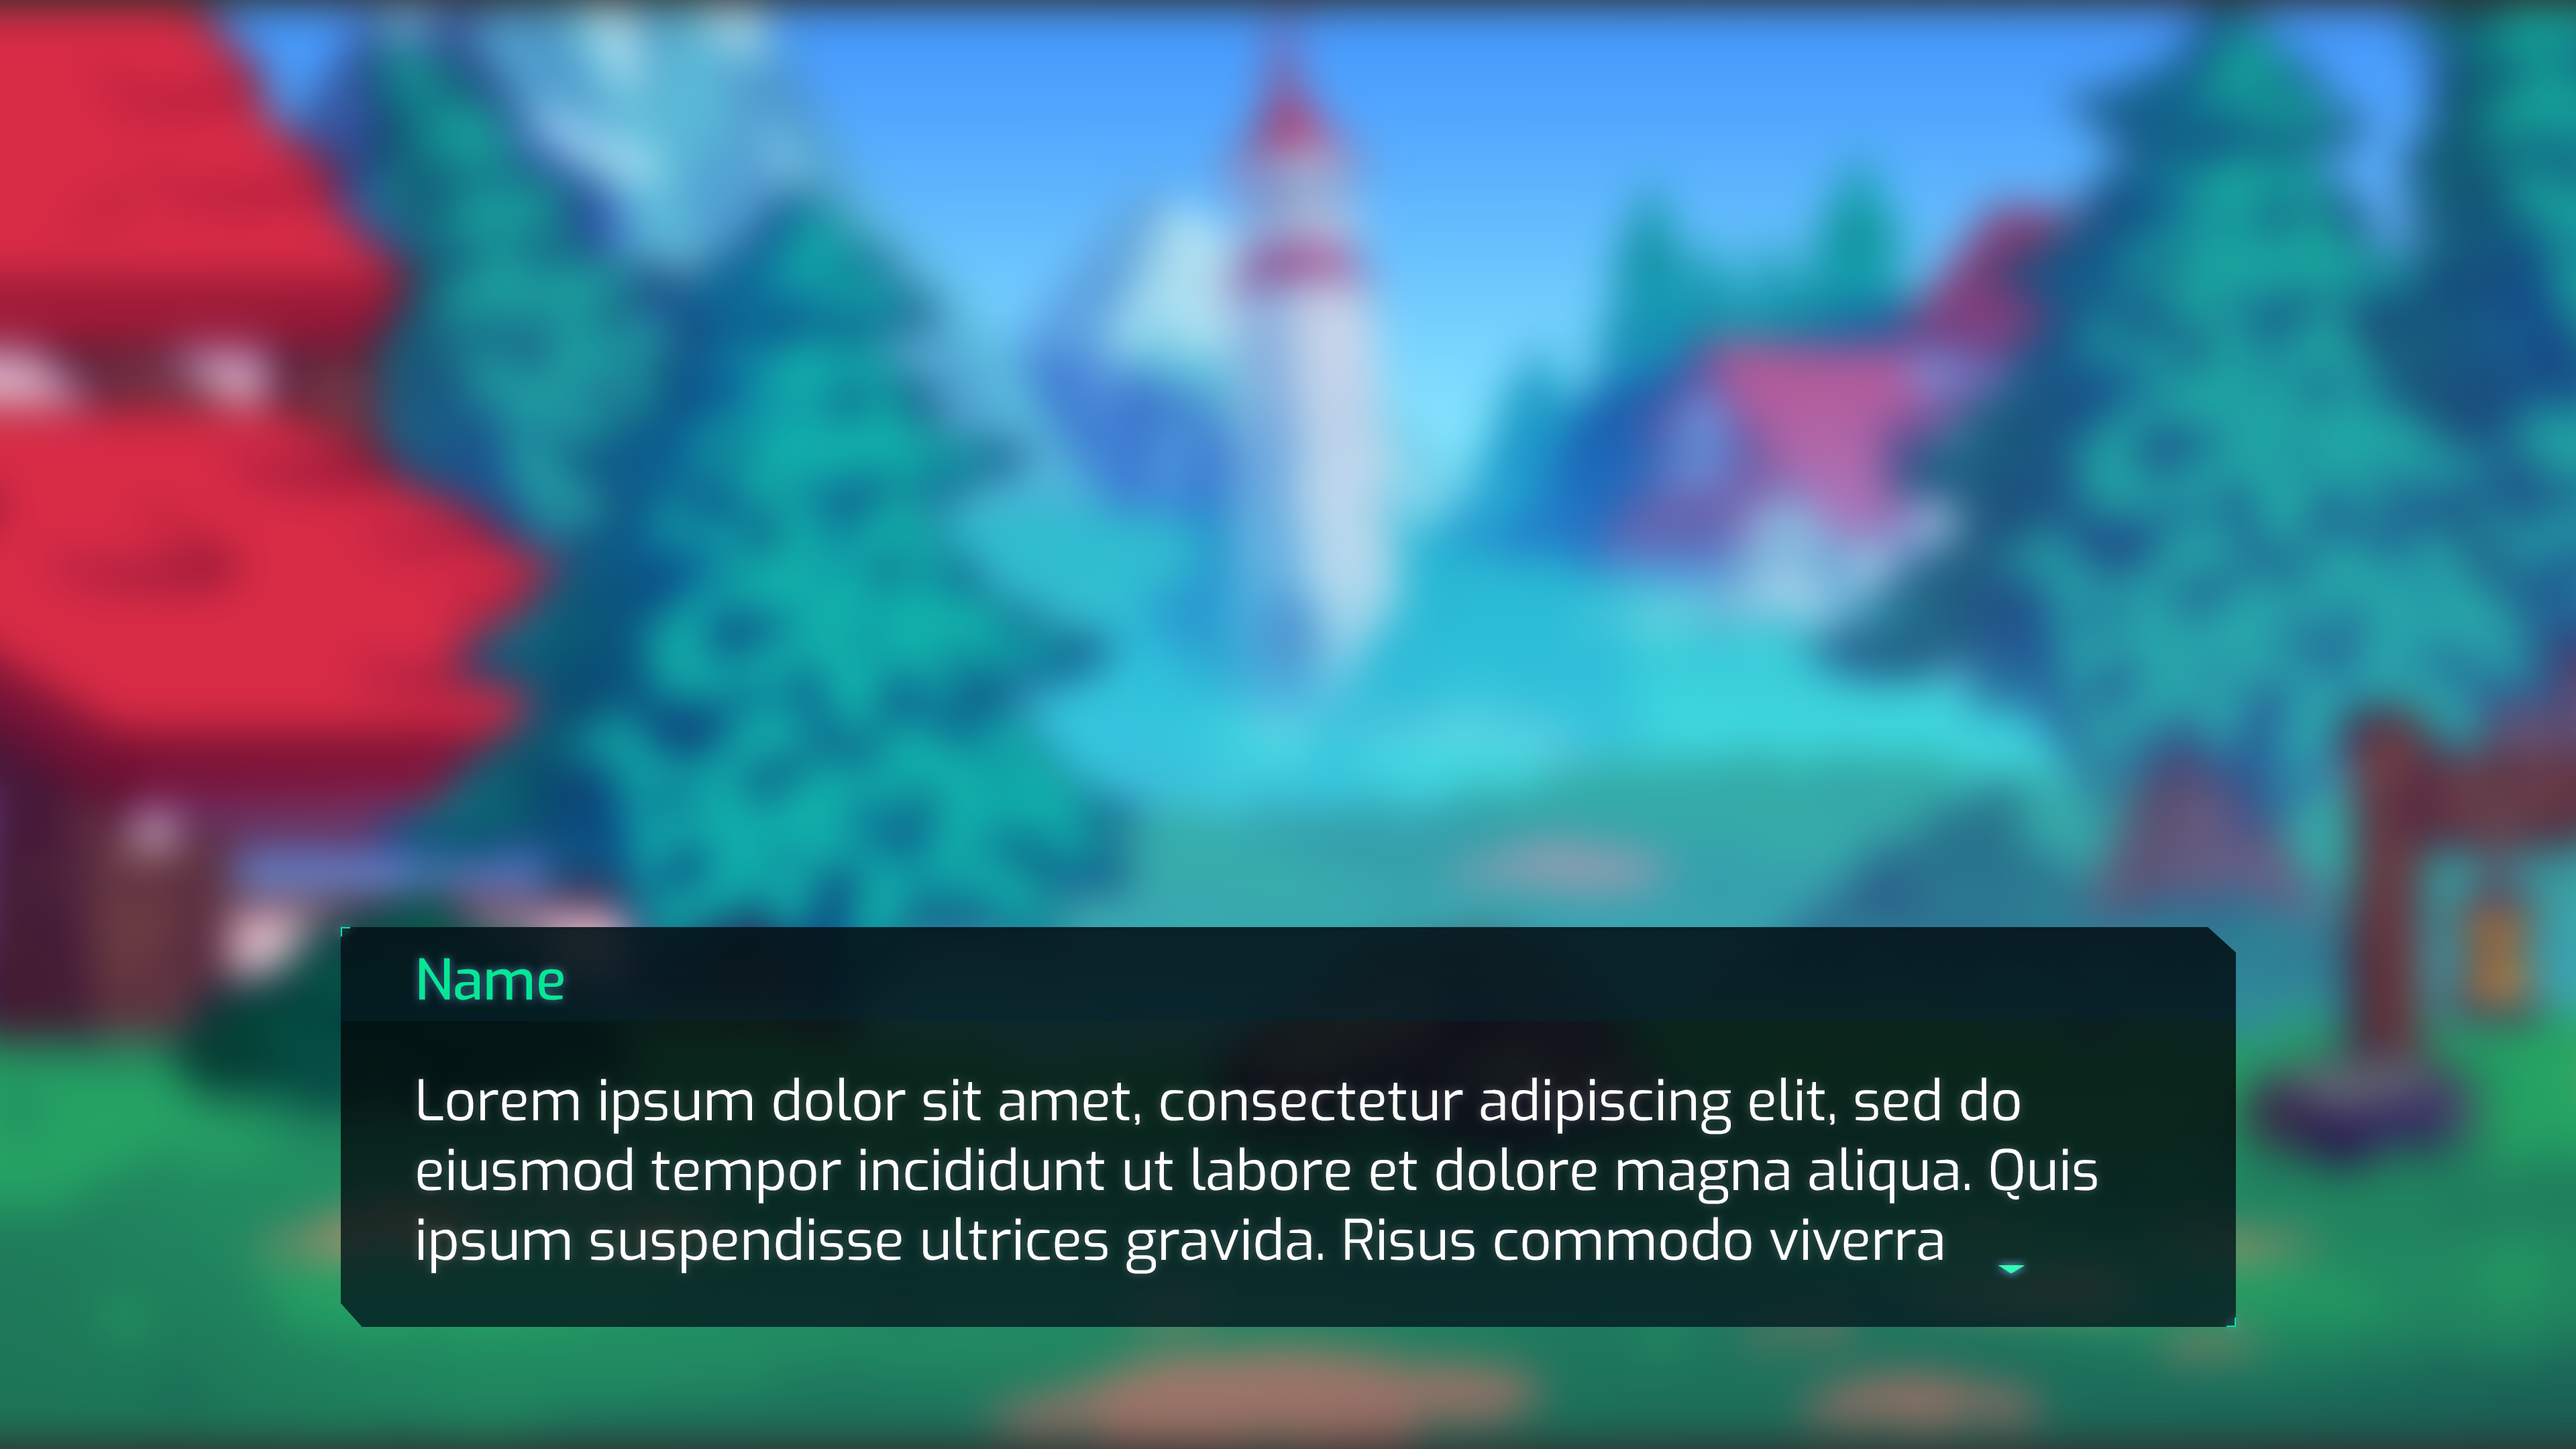 Name
Lorem ipsum dolor sit amet, consectetur adipiscing elit, sed do
eiusmod tempor incididunt ut labore et dolore magna aliqua. Quis
ipsum suspendisse ultrices gravida. Risus commodo viverra